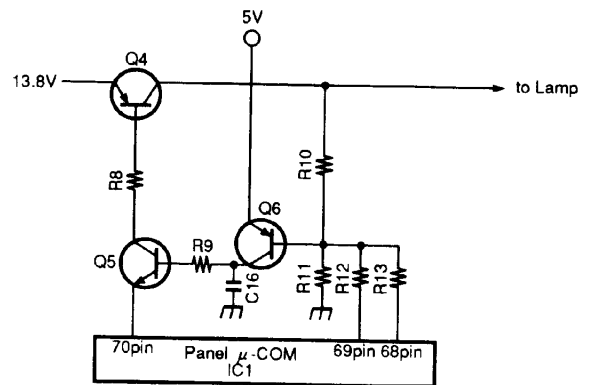 5V
Q4
13.8V
to Lamp
R8
R10
Q6
Q5
R9
C16
R11
R12
R13
70pin
Panel μ-COM
69pin
68pin
IC1